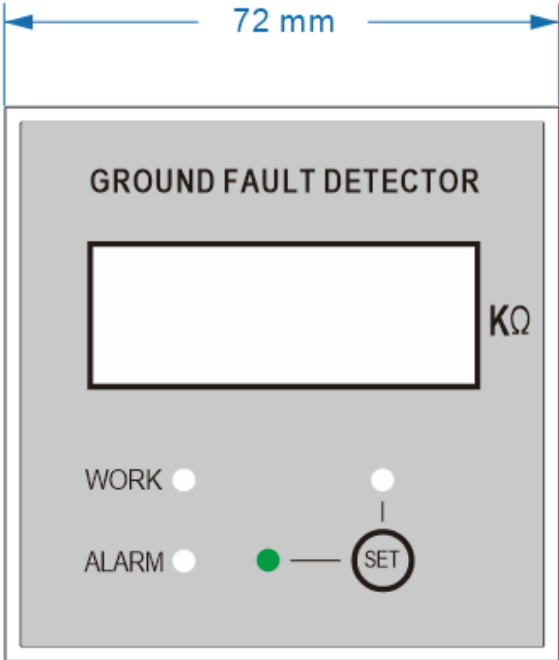 72 mm
GROUND FAULT DETECTOR
KΩ
WORK
ALARM
SET